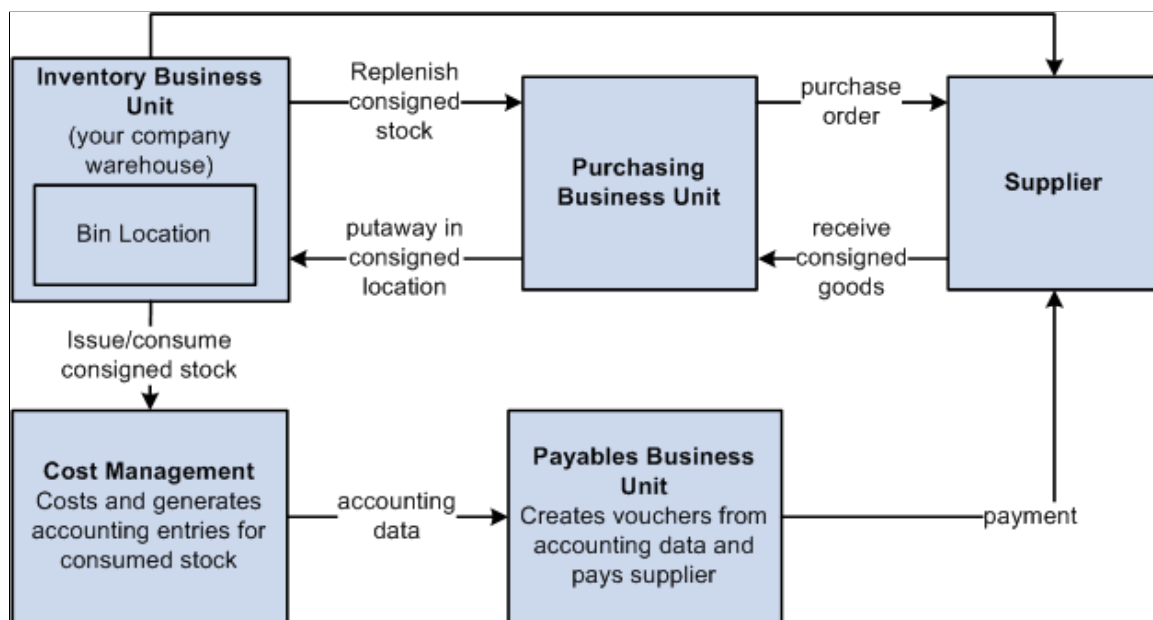 Inventory Business
Unit
(your company
warehouse)
Bin Location
Replenish
consigned
stock
Purchasing
Business Unit
purchase
order
Supplier
putaway in
consigned
location
receive
consigned
goods
Issue/consume
consigned stock
Cost Management
Costs and generates
accounting entries for
consumed stock
accounting
data
Payables Business
Unit
Creates vouchers from
accounting data and
pays supplier
payment